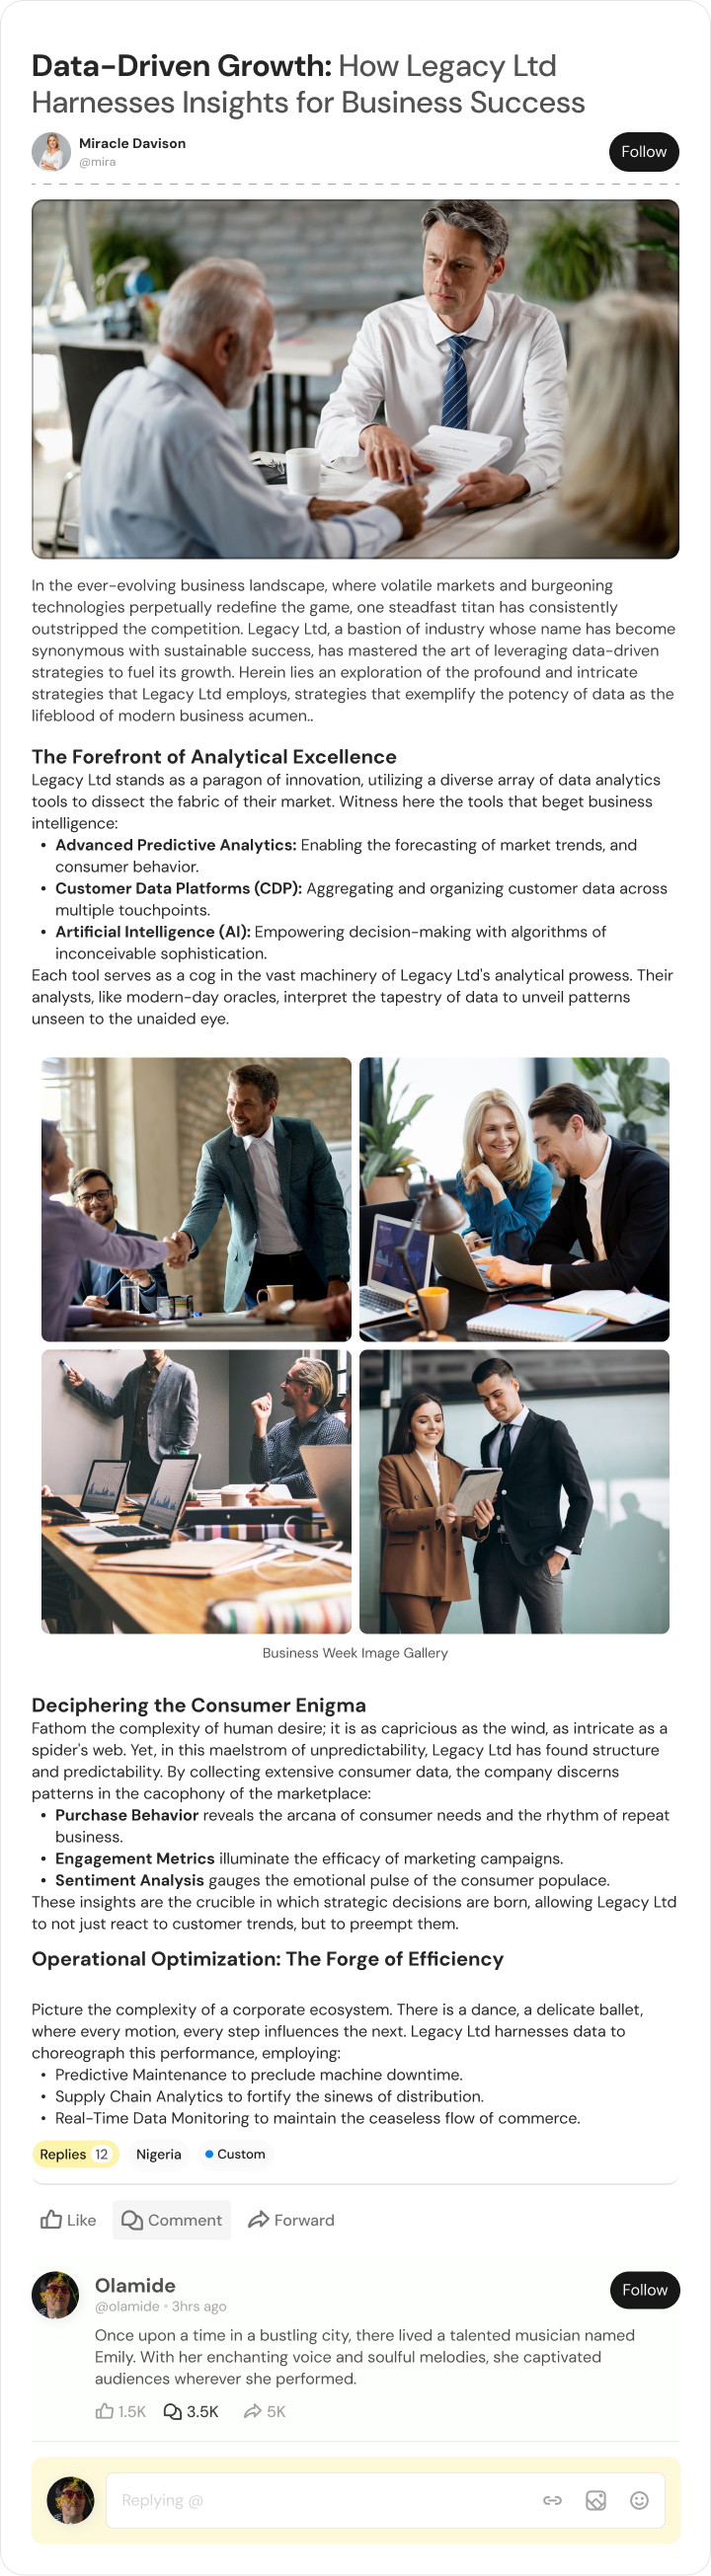 Data-Driven Growth: How Legacy Ltd
Harnesses Insights for Business Success
Miracle Davison
@mira
Follow
In the ever-evolving business landscape, where volatile markets and burgeoning
technologies perpetually redefine the game, one steadfast titan has consistently
outstripped the competition. Legacy Ltd, a bastion of industry whose name has become
synonymous with sustainable success, has mastered the art of leveraging data-driven
strategies to fuel its growth. Herein lies an exploration of the profound and intricate
strategies that Legacy Ltd employs, strategies that exemplify the potency of data as the
lifeblood of modern business acumen..
The Forefront of Analytical Excellence
Legacy Ltd stands as a paragon of innovation, utilizing a diverse array of data analytics
tools to dissect the fabric of their market. Witness here the tools that beget business
intelligence:
• Advanced Predictive Analytics: Enabling the forecasting of market trends, and
consumer behavior.
• Customer Data Platforms (CDP): Aggregating and organizing customer data across
multiple touchpoints.
• Artificial Intelligence (AI): Empowering decision-making with algorithms of
inconceivable sophistication.
Each tool serves as a cog in the vast machinery of Legacy Ltd's analytical prowess. Their
analysts, like modern-day oracles, interpret the tapestry of data to unveil patterns
unseen to the unaided eye.
Business Week Image Gallery
Deciphering the Consumer Enigma
Fathom the complexity of human desire; it is as capricious as the wind, as intricate as a
spider's web. Yet, in this maelstrom of unpredictability, Legacy Ltd has found structure
and predictability. By collecting extensive consumer data, the company discerns
patterns in the cacophony of the marketplace:
• Purchase Behavior reveals the arcana of consumer needs and the rhythm of repeat
business.
• Engagement Metrics illuminate the efficacy of marketing campaigns.
• Sentiment Analysis gauges the emotional pulse of the consumer populace.
These insights are the crucible in which strategic decisions are born, allowing Legacy Ltd
to not just react to customer trends, but to preempt them.
Operational Optimization: The Forge of Efficiency
Picture the complexity of a corporate ecosystem. There is a dance, a delicate ballet,
where every motion, every step influences the next. Legacy Ltd harnesses data to
choreograph this performance, employing:
• Predictive Maintenance to preclude machine downtime.
• Supply Chain Analytics to fortify the sinews of distribution.
• Real-Time Data Monitoring to maintain the ceaseless flow of commerce.
Replies 12 Nigeria Custom
Like Comment Forward
Olamide
@olamide • 3hrs ago
Follow
Once upon a time in a bustling city, there lived a talented musician named
Emily. With her enchanting voice and soulful melodies, she captivated
audiences wherever she performed.
1.5K 3.5K 5K
Replying @